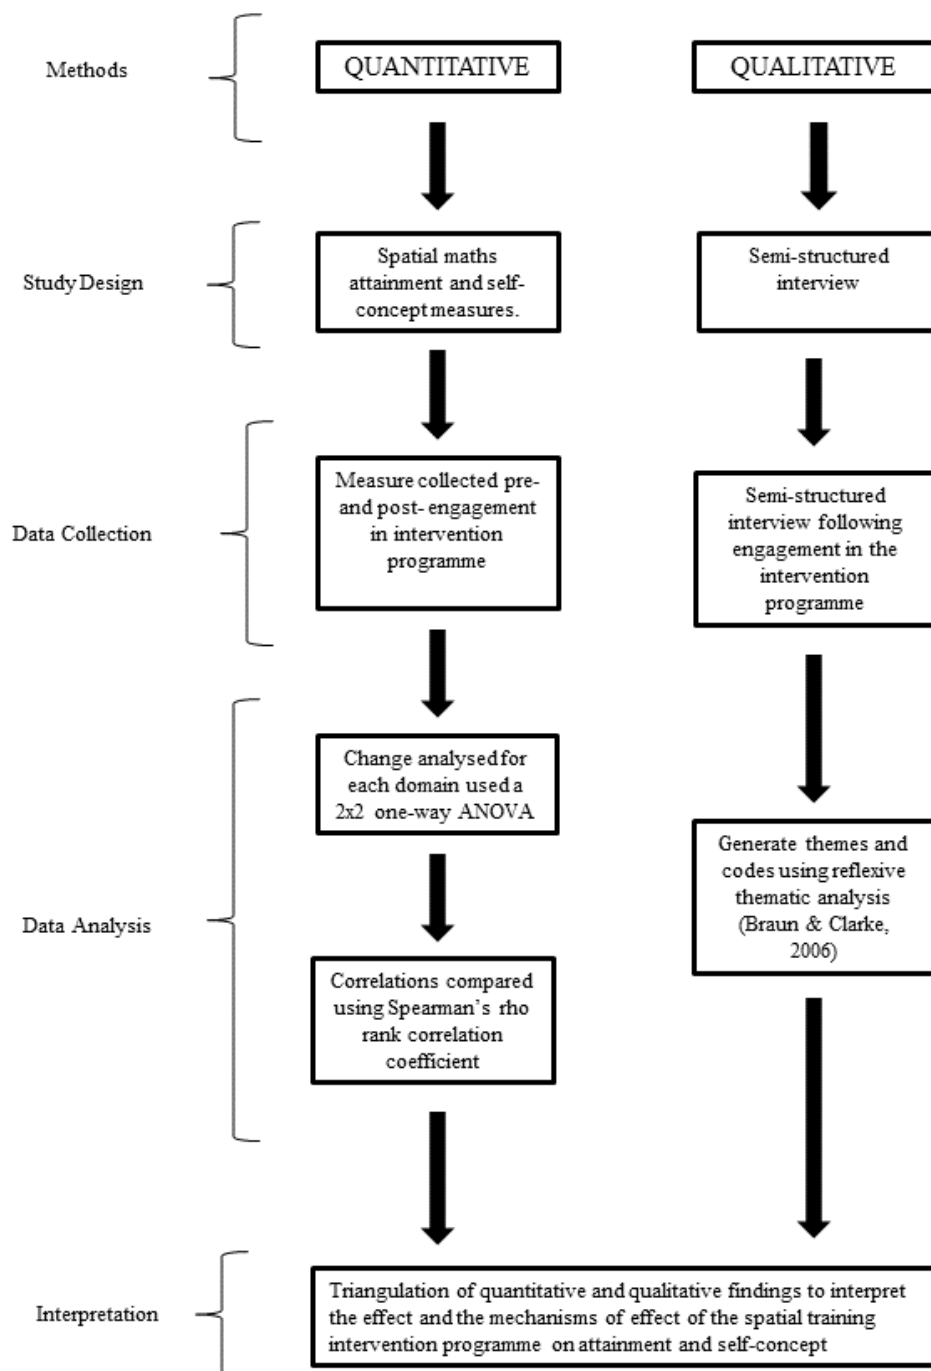 Methods
QUANTITATIVE
QUALITATIVE
Study Design
Spatial maths
attainment and self-
concept measures.
Semi-structured
interview
Data Collection
Measure collected pre-
and post- engagement
in intervention
programme
Semi-structured
interview following
engagement in the
intervention
programme
Data Analysis
Change analysed for
each domain used a
2x2 one-way ANOVA
Correlations compared
using Spearman's rho
rank correlation
coefficient
Generate themes and
codes using reflexive
thematic analysis
(Braun & Clarke,
2006)
Interpretation
Triangulation of quantitative and qualitative findings to interpret
the effect and the mechanisms of effect of the spatial training
intervention programme on attainment and self-concept